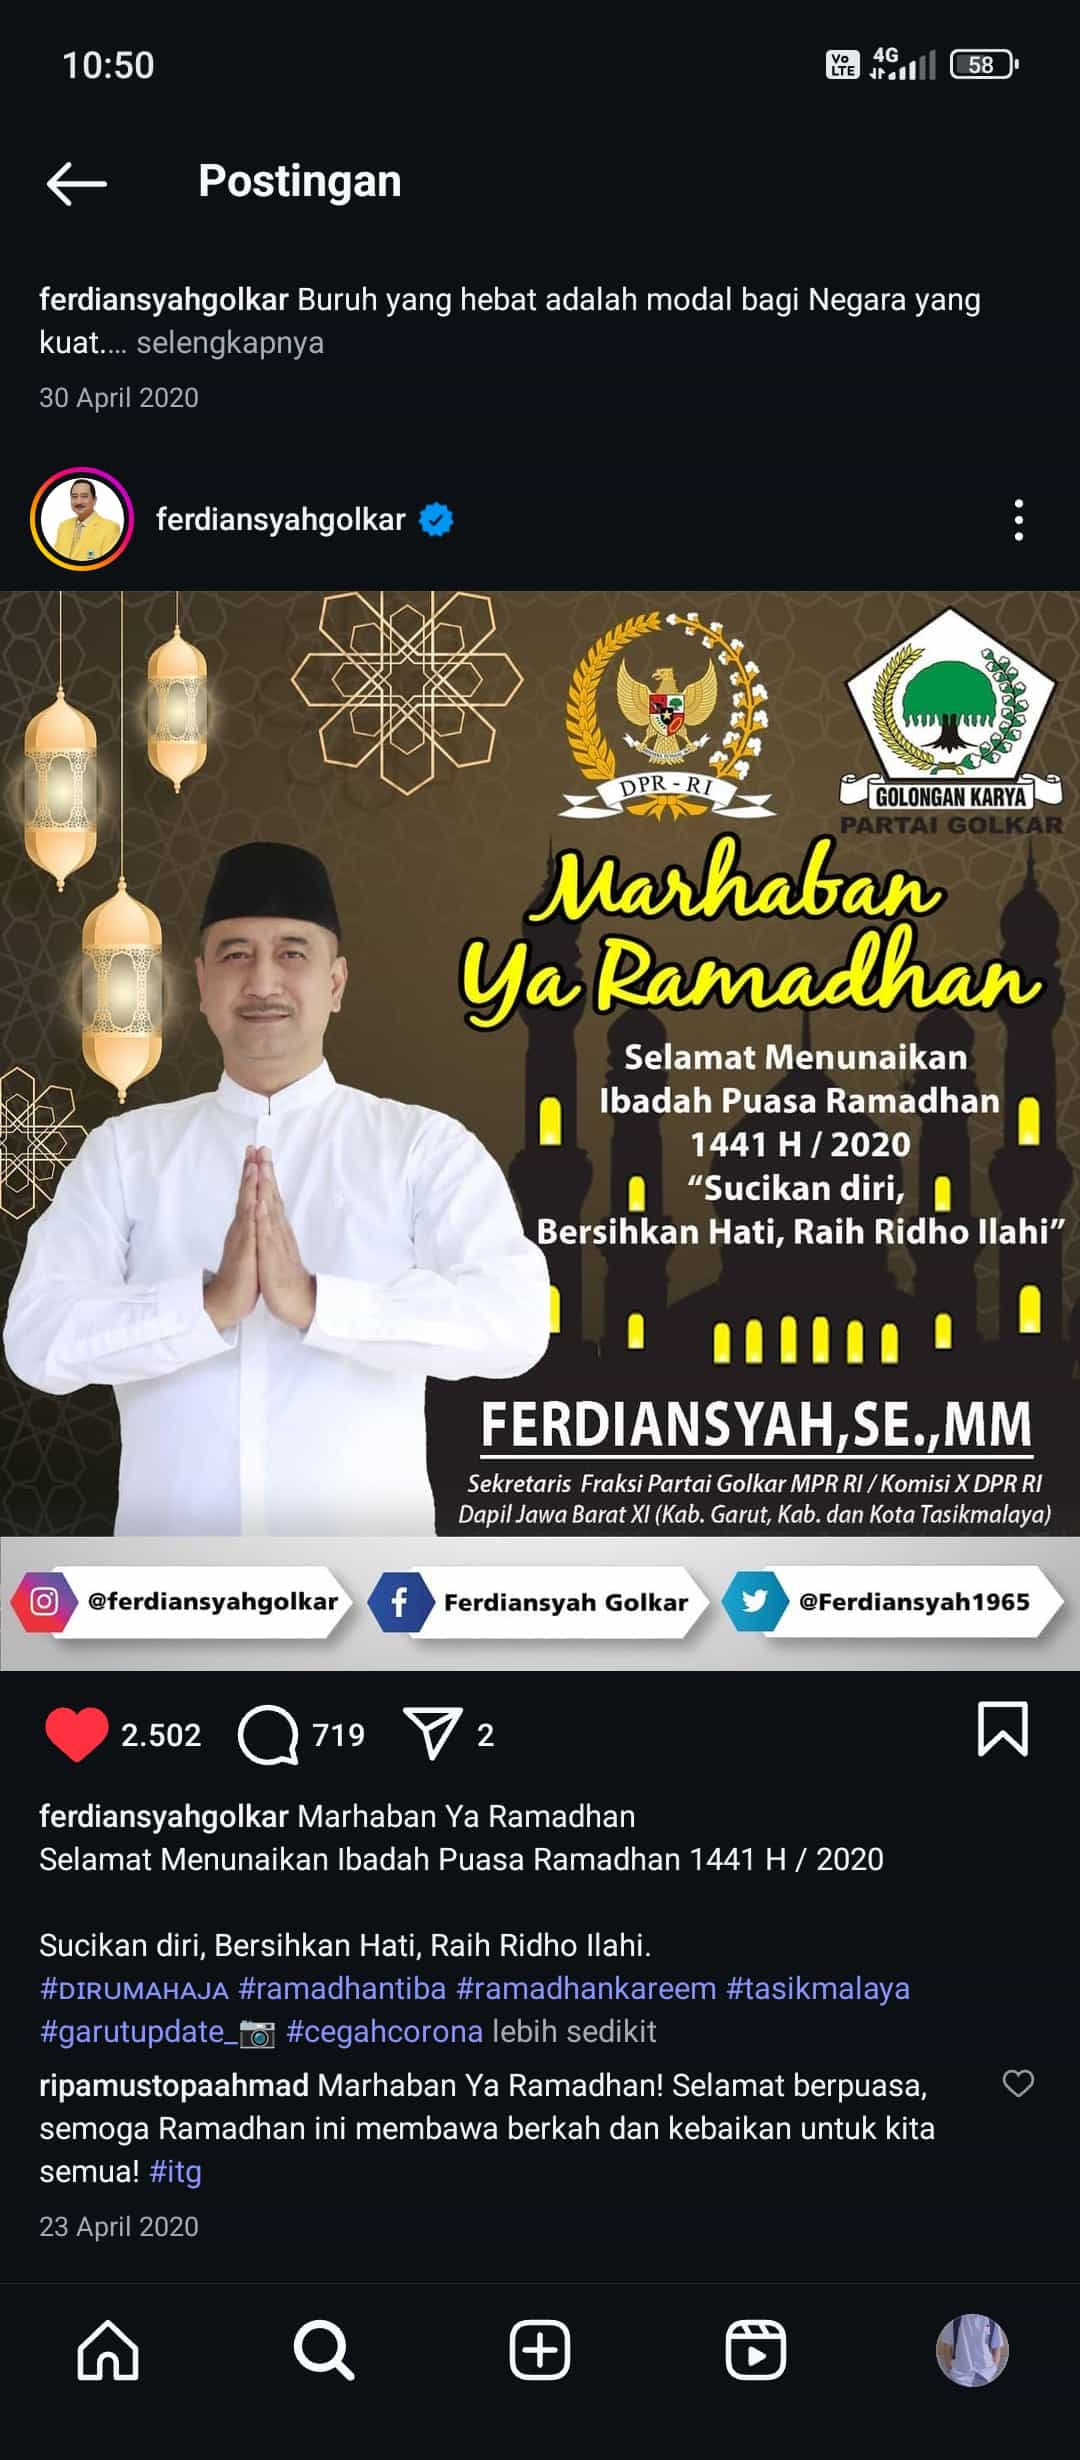 10:50
Vo LTE 4G 58
Postingan
ferdiansyahgolkar Buruh yang hebat adalah modal bagi Negara yang
kuat.... selengkapnya
30 April 2020
ferdiansyahgolkar
DPR - RI
GOLONGAN KARYA
PARTAI GOLKAR
Marhaban
Ya Ramadhan
Selamat Menunaikan
Ibadah Puasa Ramadhan
1441 H / 2020
“Sucikan diri,
Bersihkan Hati, Raih Ridho Ilahi”
FERDIANSYAH,SE.,MM
Sekretaris Fraksi Partai Golkar MPR RI / Komisi X DPR RI
Dapil Jawa Barat XI (Kab. Garut, Kab. dan Kota Tasikmalaya)
@ferdiansyahgolkar
Ferdiansyah Golkar
@Ferdiansyah1965
2.502 719 2
ferdiansyahgolkar Marhaban Ya Ramadhan
Selamat Menunaikan Ibadah Puasa Ramadhan 1441 H / 2020
Sucikan diri, Bersihkan Hati, Raih Ridho Ilahi.
#ᴅɪʀᴜᴍᴀʜᴀᴊᴀ #ramadhantiba #ramadhankareem #tasikmalaya
#garutupdate_📷 #cegahcorona lebih sedikit
ripamustopaahmad Marhaban Ya Ramadhan! Selamat berpuasa,
semoga Ramadhan ini membawa berkah dan kebaikan untuk kita
semua! #itg
23 April 2020